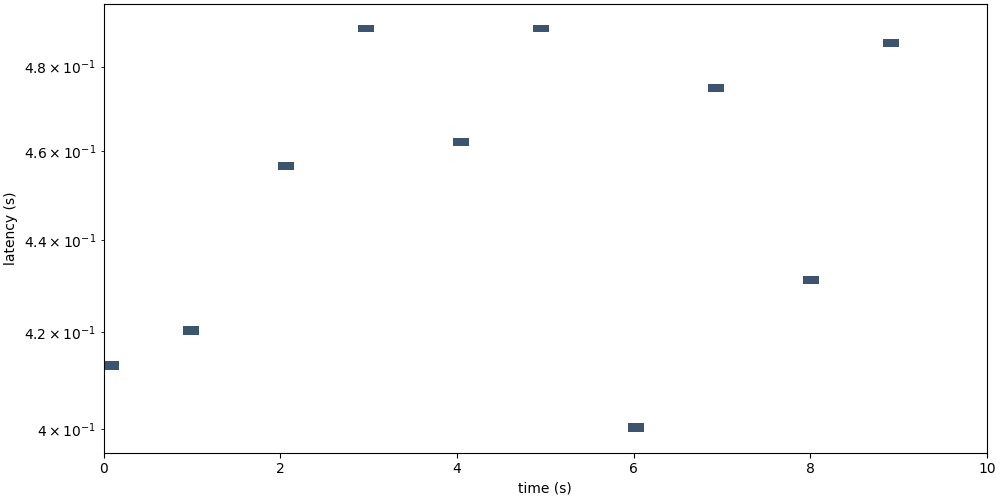 4.8 × 10⁻¹
4.6 × 10⁻¹
4.4 × 10⁻¹
4.2 × 10⁻¹
4 × 10⁻¹
latency (s)
0 2 4 6 8 10
time (s)